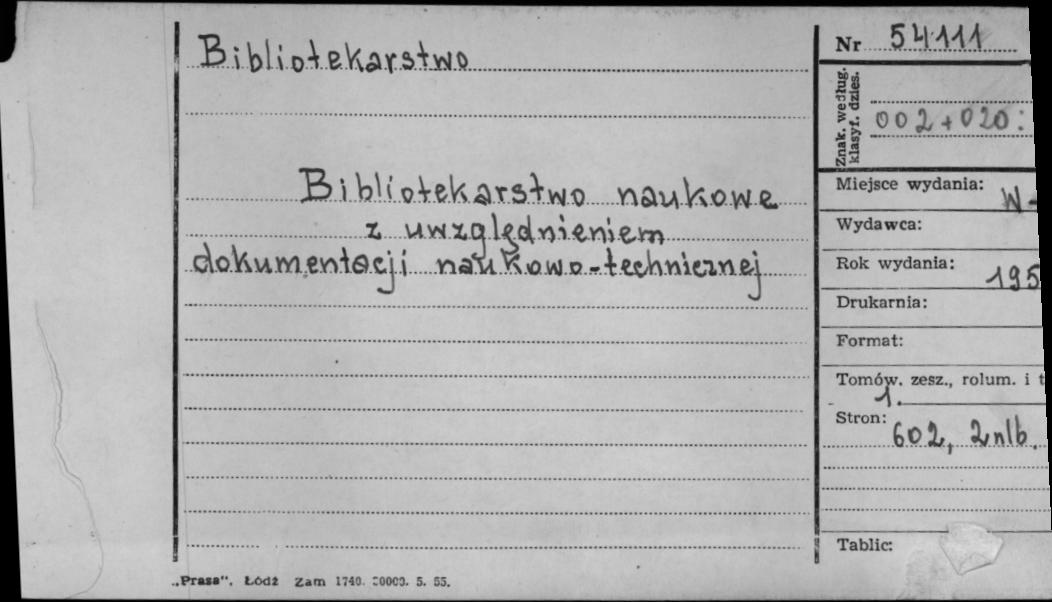 Bibliotekarstwo
Bibliotekarstwo naukowe
z uwzględnieniem
dokumentacji naukowo-technicznej
Nr 54111
Znak. według.
klasyf. dzies.
002+020:
Miejsce wydania:
W-
Wydawca:
Rok wydania:
195
Drukarnia:
Format:
Tomów. zesz., rolum. i t
1.
Stron:
602, 2nlb.
Tablic:
„Prasa", Łódź Zam 1740. 5. 55.